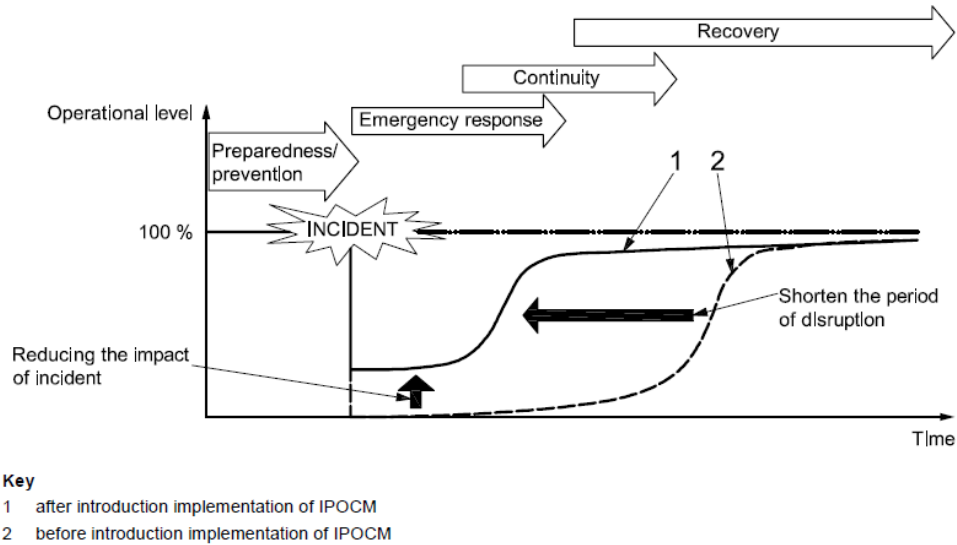 Recovery
Continuity
Operational level
Emergency response
Preparedness/
prevention
1 2
INCIDENT
100 %
Shorten the period
of disruption
Reducing the impact
of incident
Time
Key
1 after introduction implementation of IPOCM
2 before introduction implementation of IPOCM